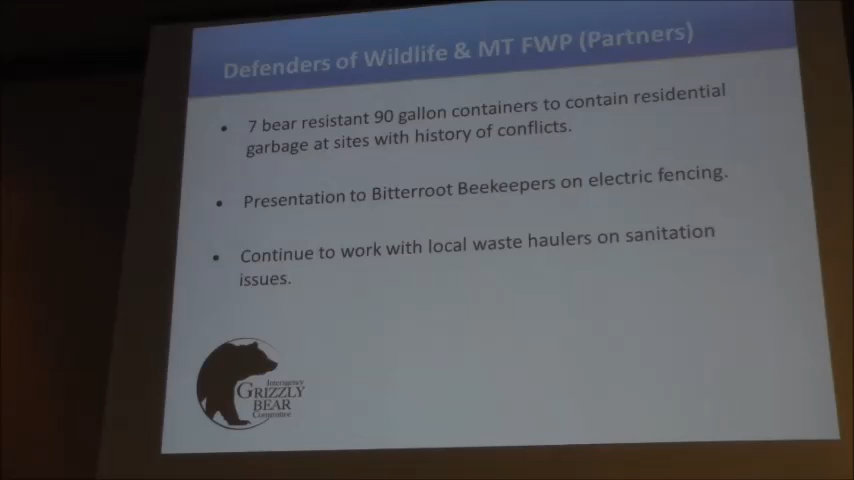 Defenders of Wildlife & MT FWP (Partners)
• 7 bear resistant 90 gallon containers to contain residential
garbage at sites with history of conflicts.
• Presentation to Bitterroot Beekeepers on electric fencing.
• Continue to work with local waste haulers on sanitation
issues.
Interagency
GRIZZLY
BEAR
Committee